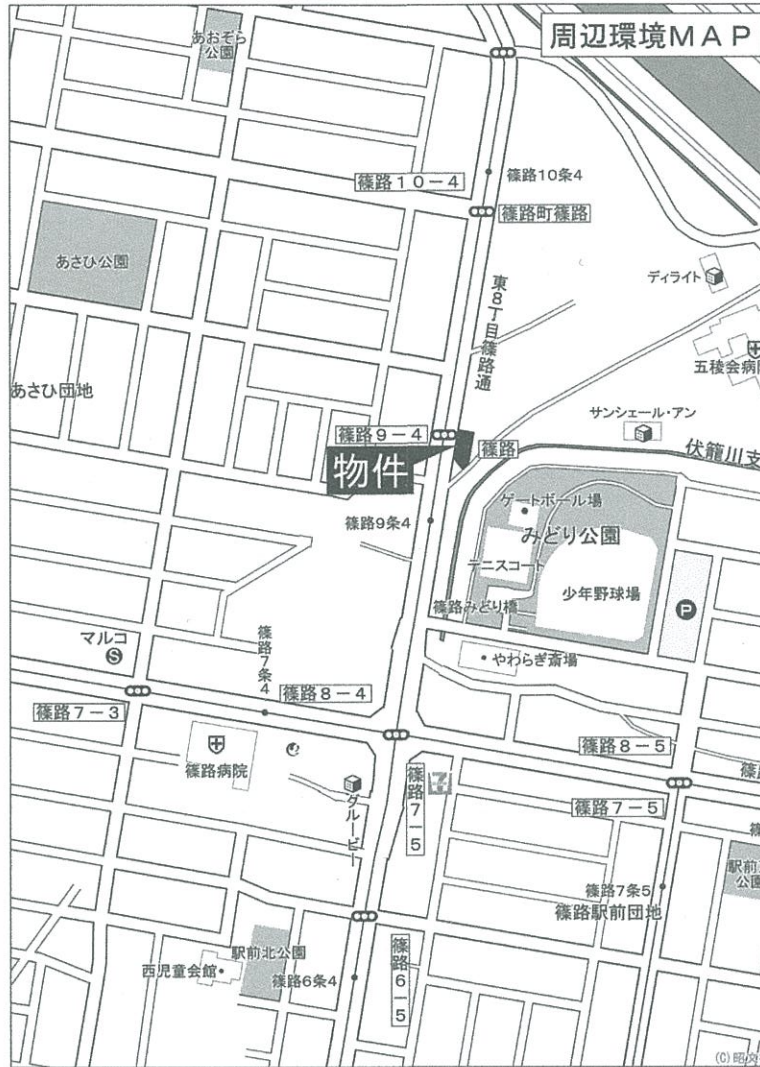 周辺環境MAP
あおぞら
公園
篠路10－4
篠路10条4
篠路町篠路
あさひ公園
東8丁目篠路通
ディライト
五稜会病
あさひ団地
サンシェール・アン
篠路9－4
篠路
伏籠川支
物件
ゲートボール場
篠路9条4
みどり公園
テニスコート
少年野球場
篠路みどり橋
P
マルコ
S
篠路7条4
やわらぎ斎場
篠路8－4
篠路7－3
篠路8－5
篠路病院
グルービー
篠路7－5
7
篠路7－5
駅前
公園
篠路7条5
篠路駅前団地
駅前北公園
西児童会館
篠路6条4
篠路6－5
(C)昭文